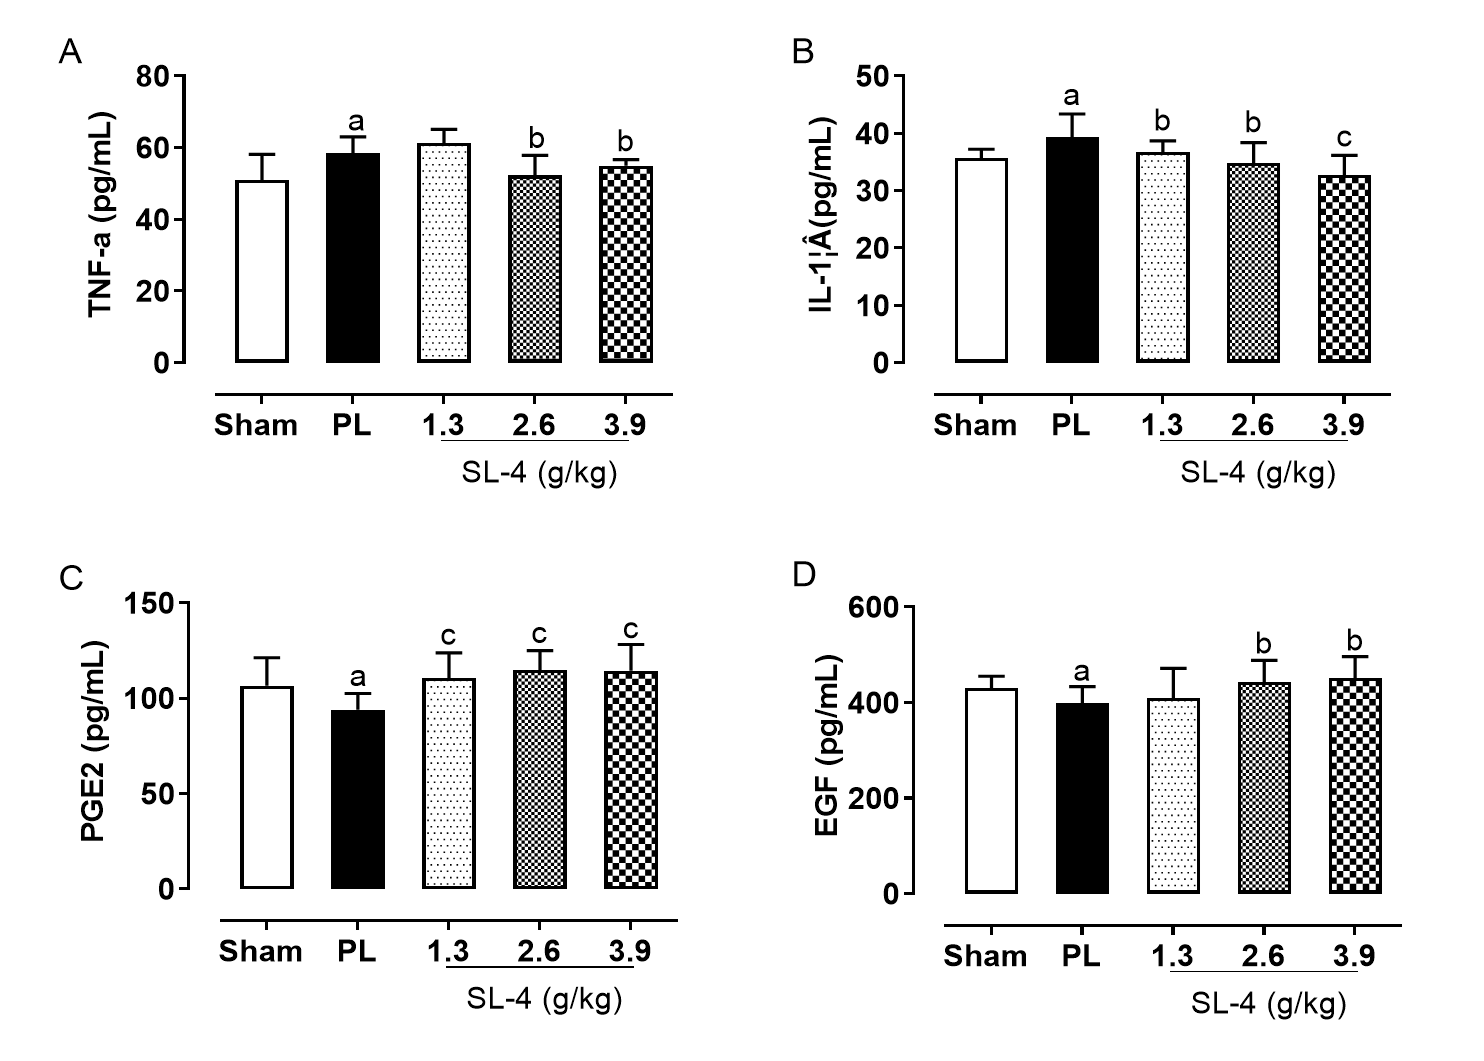 A
80
60
40
20
0
TNF-a (pg/mL)
a
b
b
Sham PL 1.3 2.6 3.9
SL-4 (g/kg)
B
50
40
30
20
10
0
IL-1¦Â(pg/mL)
a
b
b
c
Sham PL 1.3 2.6 3.9
SL-4 (g/kg)
C
150
100
50
0
PGE2 (pg/mL)
a
c
c
c
Sham PL 1.3 2.6 3.9
SL-4 (g/kg)
D
600
400
200
0
EGF (pg/mL)
a
b
b
Sham PL 1.3 2.6 3.9
SL-4 (g/kg)